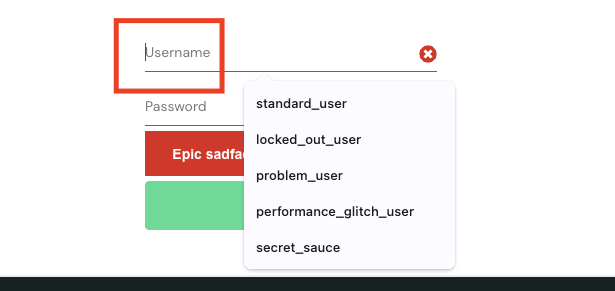 Username
standard_user
Password
locked_out_user
Epic sadfa
problem_user
performance_glitch_user
secret_sauce